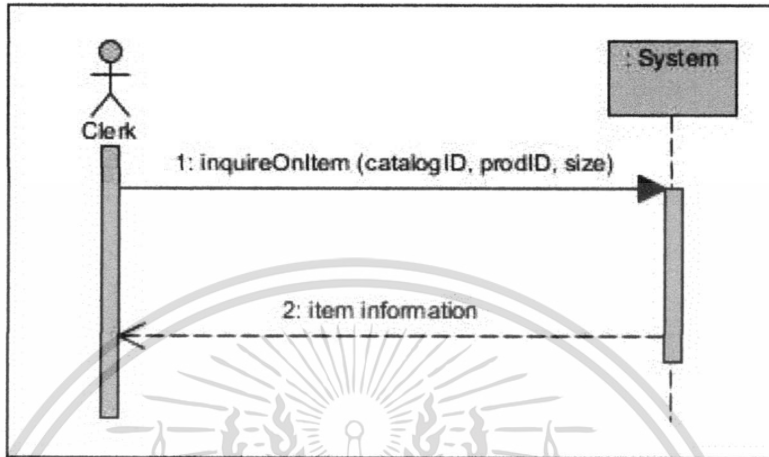 : System
Clerk
1: inquireOnItem (catalogID, prodID, size)
2: item information